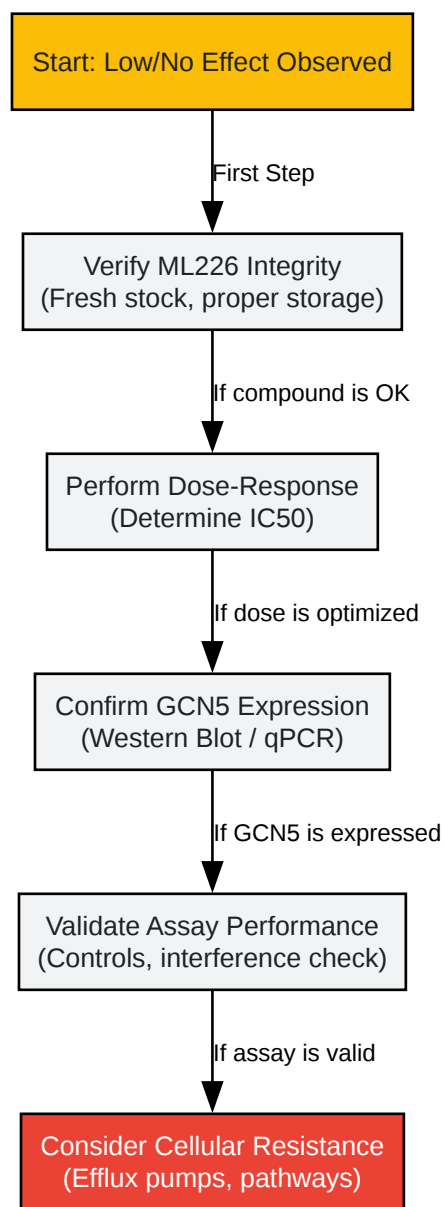 Start: Low/No Effect Observed
First Step
Verify ML226 Integrity
(Fresh stock, proper storage)
If compound is OK
Perform Dose-Response
(Determine IC50)
If dose is optimized
Confirm GCN5 Expression
(Western Blot / qPCR)
If GCN5 is expressed
Validate Assay Performance
(Controls, interference check)
If assay is valid
Consider Cellular Resistance
(Efflux pumps, pathways)